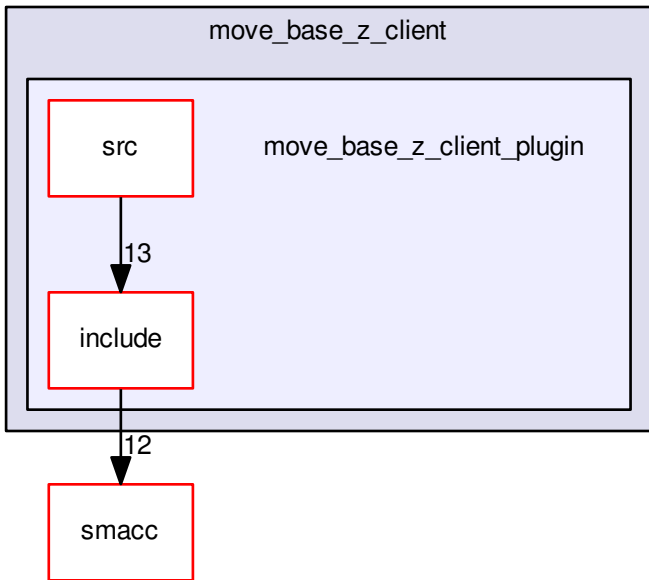 move_base_z_client
src
move_base_z_client_plugin
13
include
12
smacc